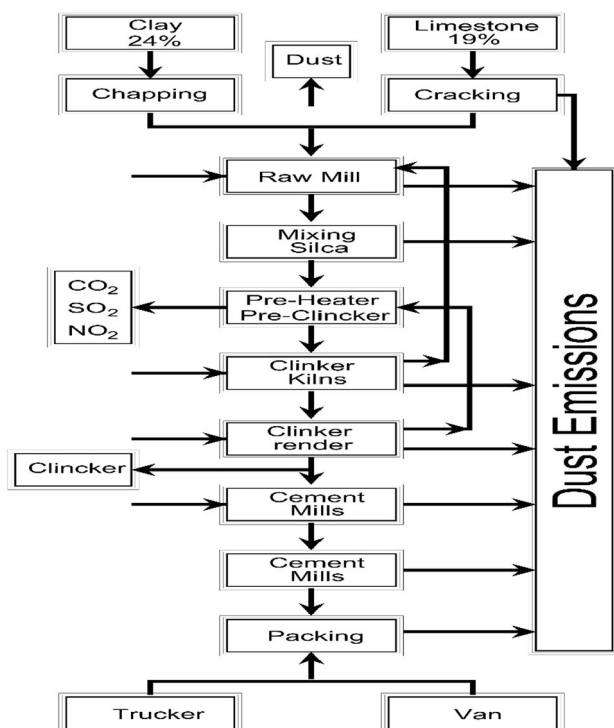 Clay
24%
Limestone
19%
Dust
Chapping
Cracking
Raw Mill
Mixing
Silca
CO₂
SO₂
NO₂
Pre-Heater
Pre-Clincker
Clinker
Kilns
Clinker
render
Clincker
Cement
Mills
Cement
Mills
Packing
Trucker
Van
Dust Emissions